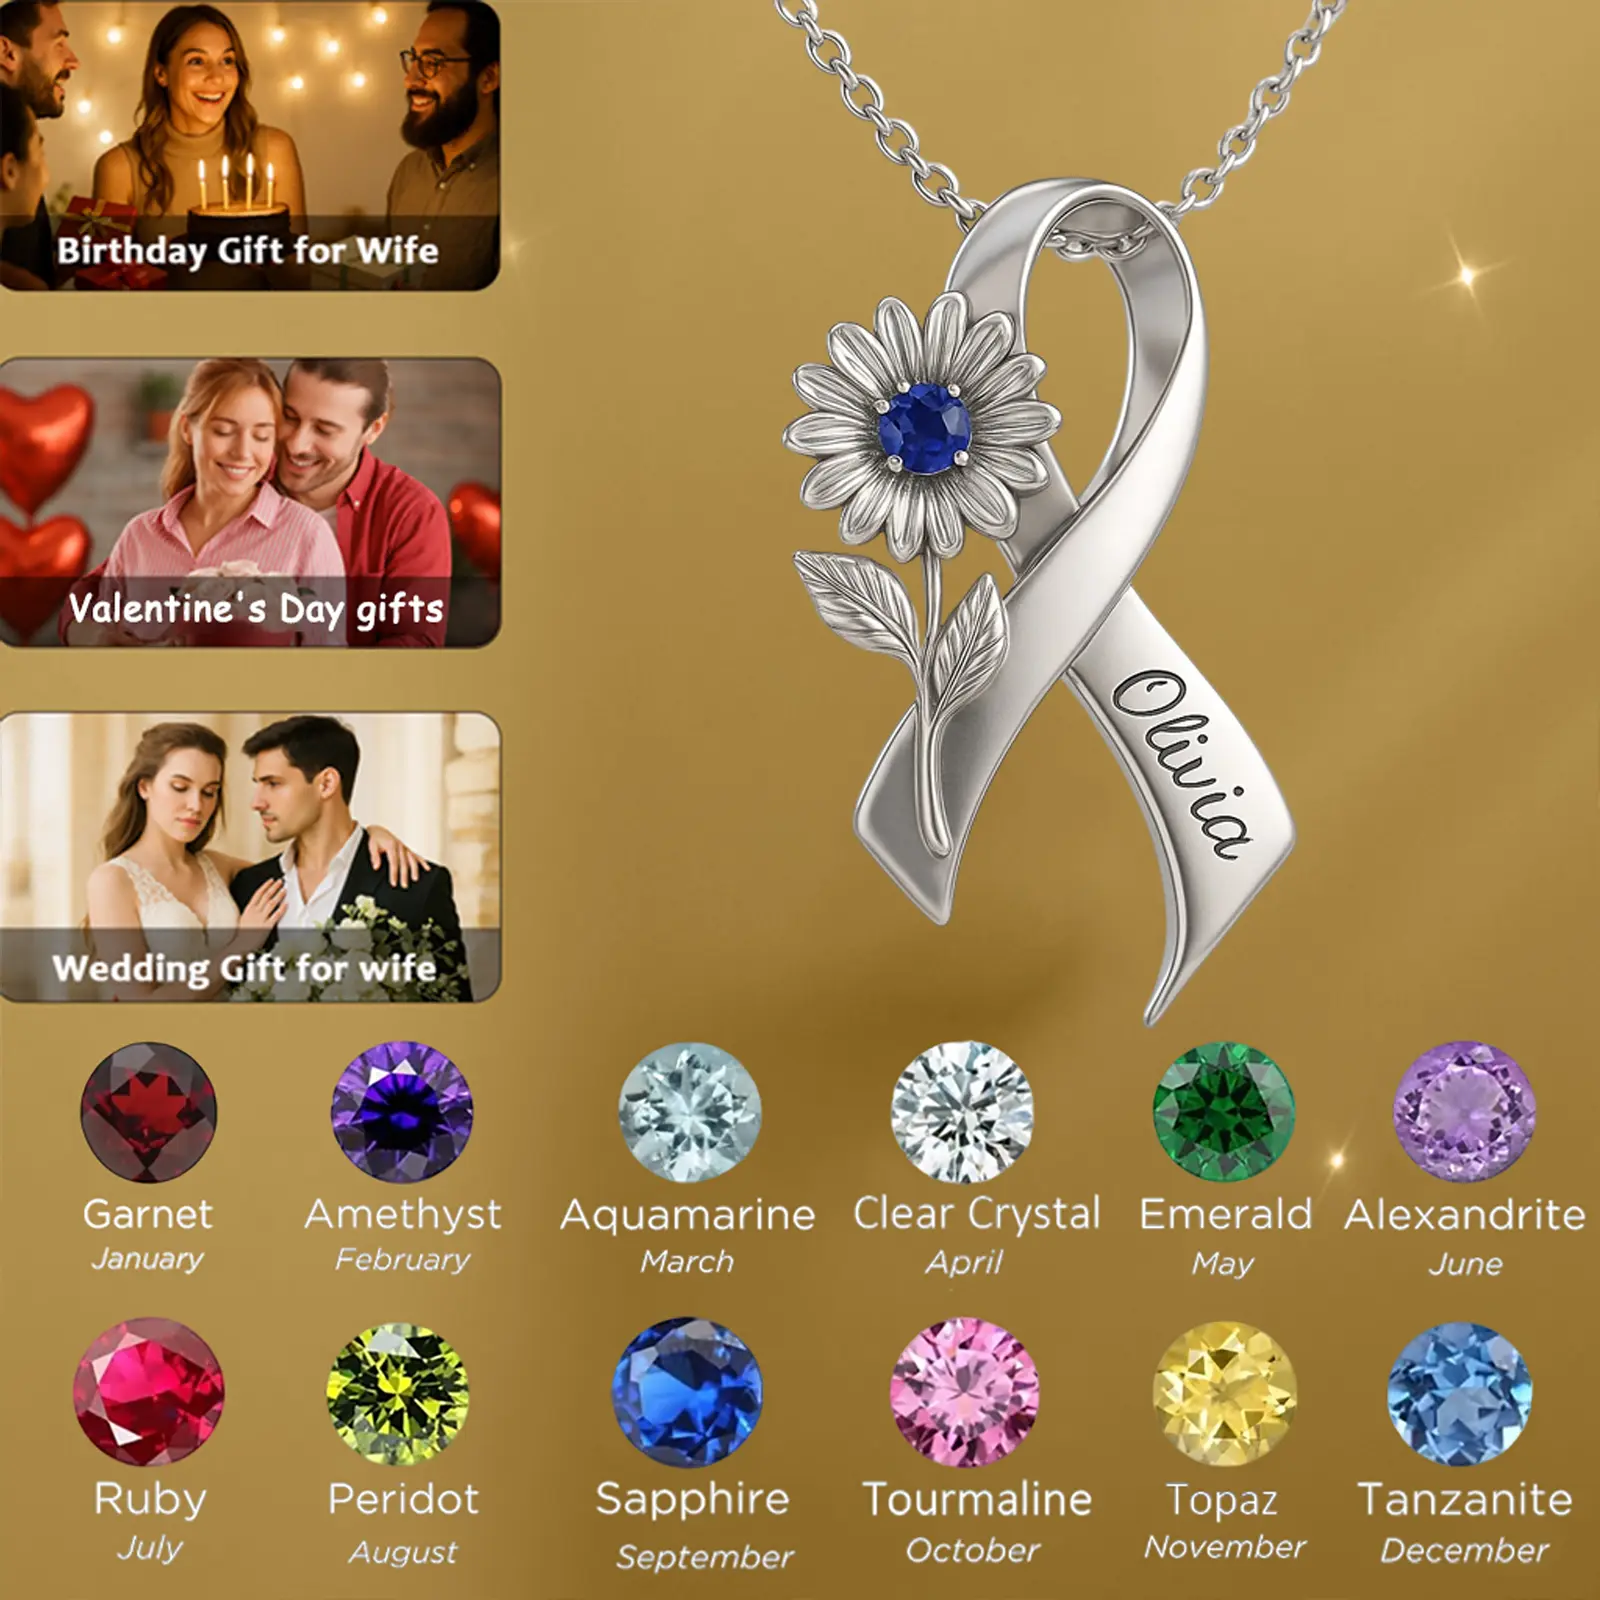 Birthday Gift for Wife
Valentine's Day gifts
Wedding Gift for wife
Olivia
Garnet
January
Amethyst
February
Aquamarine
March
Clear Crystal
April
Emerald
May
Alexandrite
June
Ruby
July
Peridot
August
Sapphire
September
Tourmaline
October
Topaz
November
Tanzanite
December